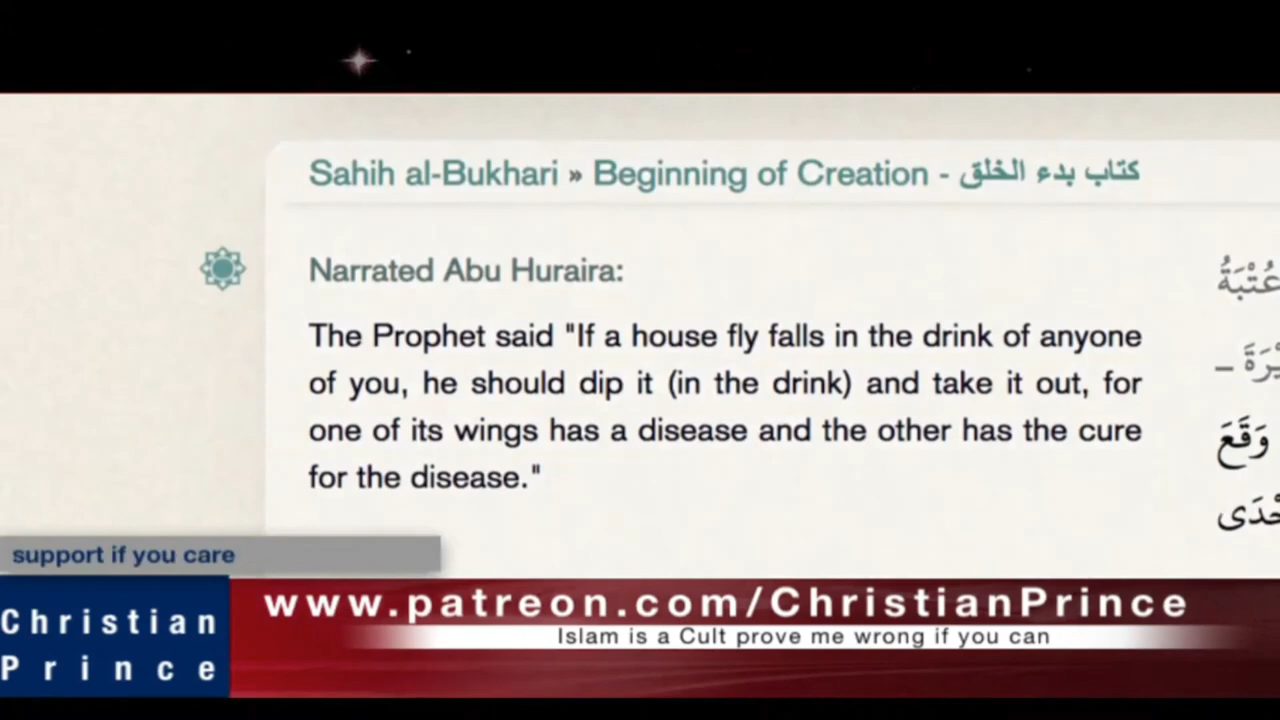 Sahih al-Bukhari » Beginning of Creation - كتاب بدء الخلق
Narrated Abu Huraira:
The Prophet said "If a house fly falls in the drink of anyone
of you, he should dip it (in the drink) and take it out, for
one of its wings has a disease and the other has the cure
for the disease."
عُتْبَةُ
وَقَعَ
support if you care
Christian
Prince
www.patreon.com/ChristianPrince
Islam is a Cult prove me wrong if you can